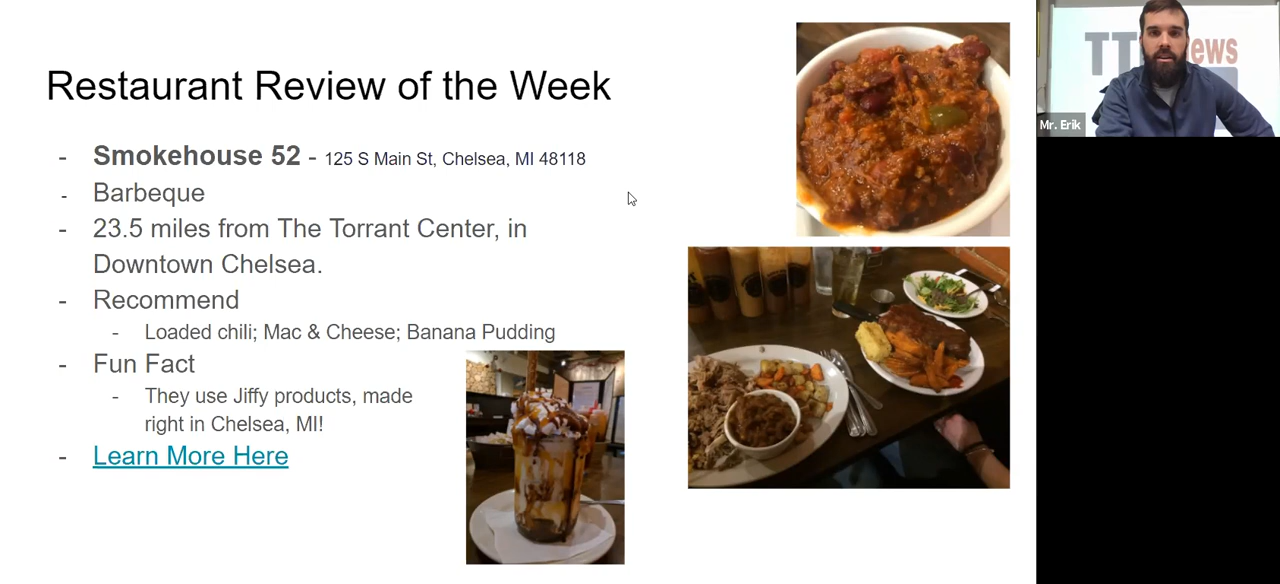 Restaurant Review of the Week
- Smokehouse 52 - 125 S Main St, Chelsea, MI 48118
- Barbeque
- 23.5 miles from The Torrant Center, in
Downtown Chelsea.
- Recommend
- Loaded chili; Mac & Cheese; Banana Pudding
- Fun Fact
- They use Jiffy products, made
right in Chelsea, MI!
- Learn More Here
Mr. Erik